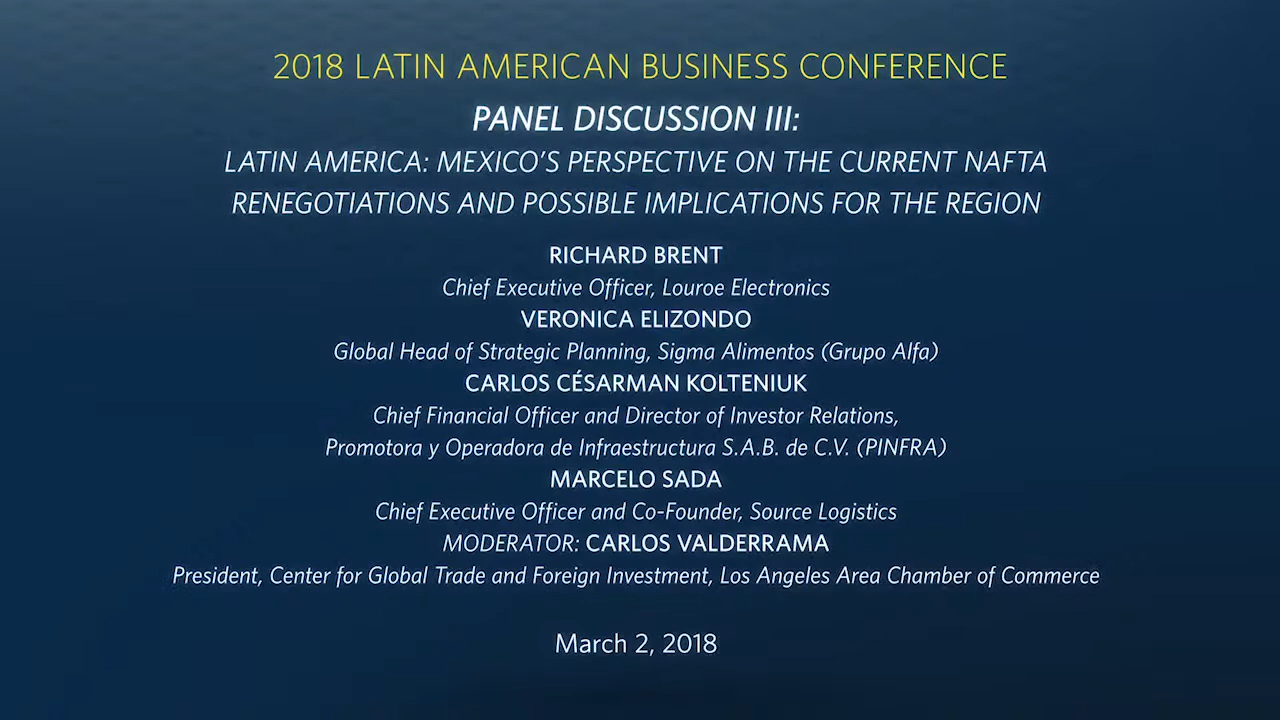 2018 LATIN AMERICAN BUSINESS CONFERENCE
PANEL DISCUSSION III:
LATIN AMERICA: MEXICO'S PERSPECTIVE ON THE CURRENT NAFTA
RENEGOTIATIONS AND POSSIBLE IMPLICATIONS FOR THE REGION
RICHARD BRENT
Chief Executive Officer, Louroe Electronics
VERONICA ELIZONDO
Global Head of Strategic Planning, Sigma Alimentos (Grupo Alfa)
CARLOS CÉSARMAN KOLTENIUK
Chief Financial Officer and Director of Investor Relations,
Promotora y Operadora de Infraestructura S.A.B. de C.V. (PINFRA)
MARCELO SADA
Chief Executive Officer and Co-Founder, Source Logistics
MODERATOR: CARLOS VALDERRAMA
President, Center for Global Trade and Foreign Investment, Los Angeles Area Chamber of Commerce
March 2, 2018